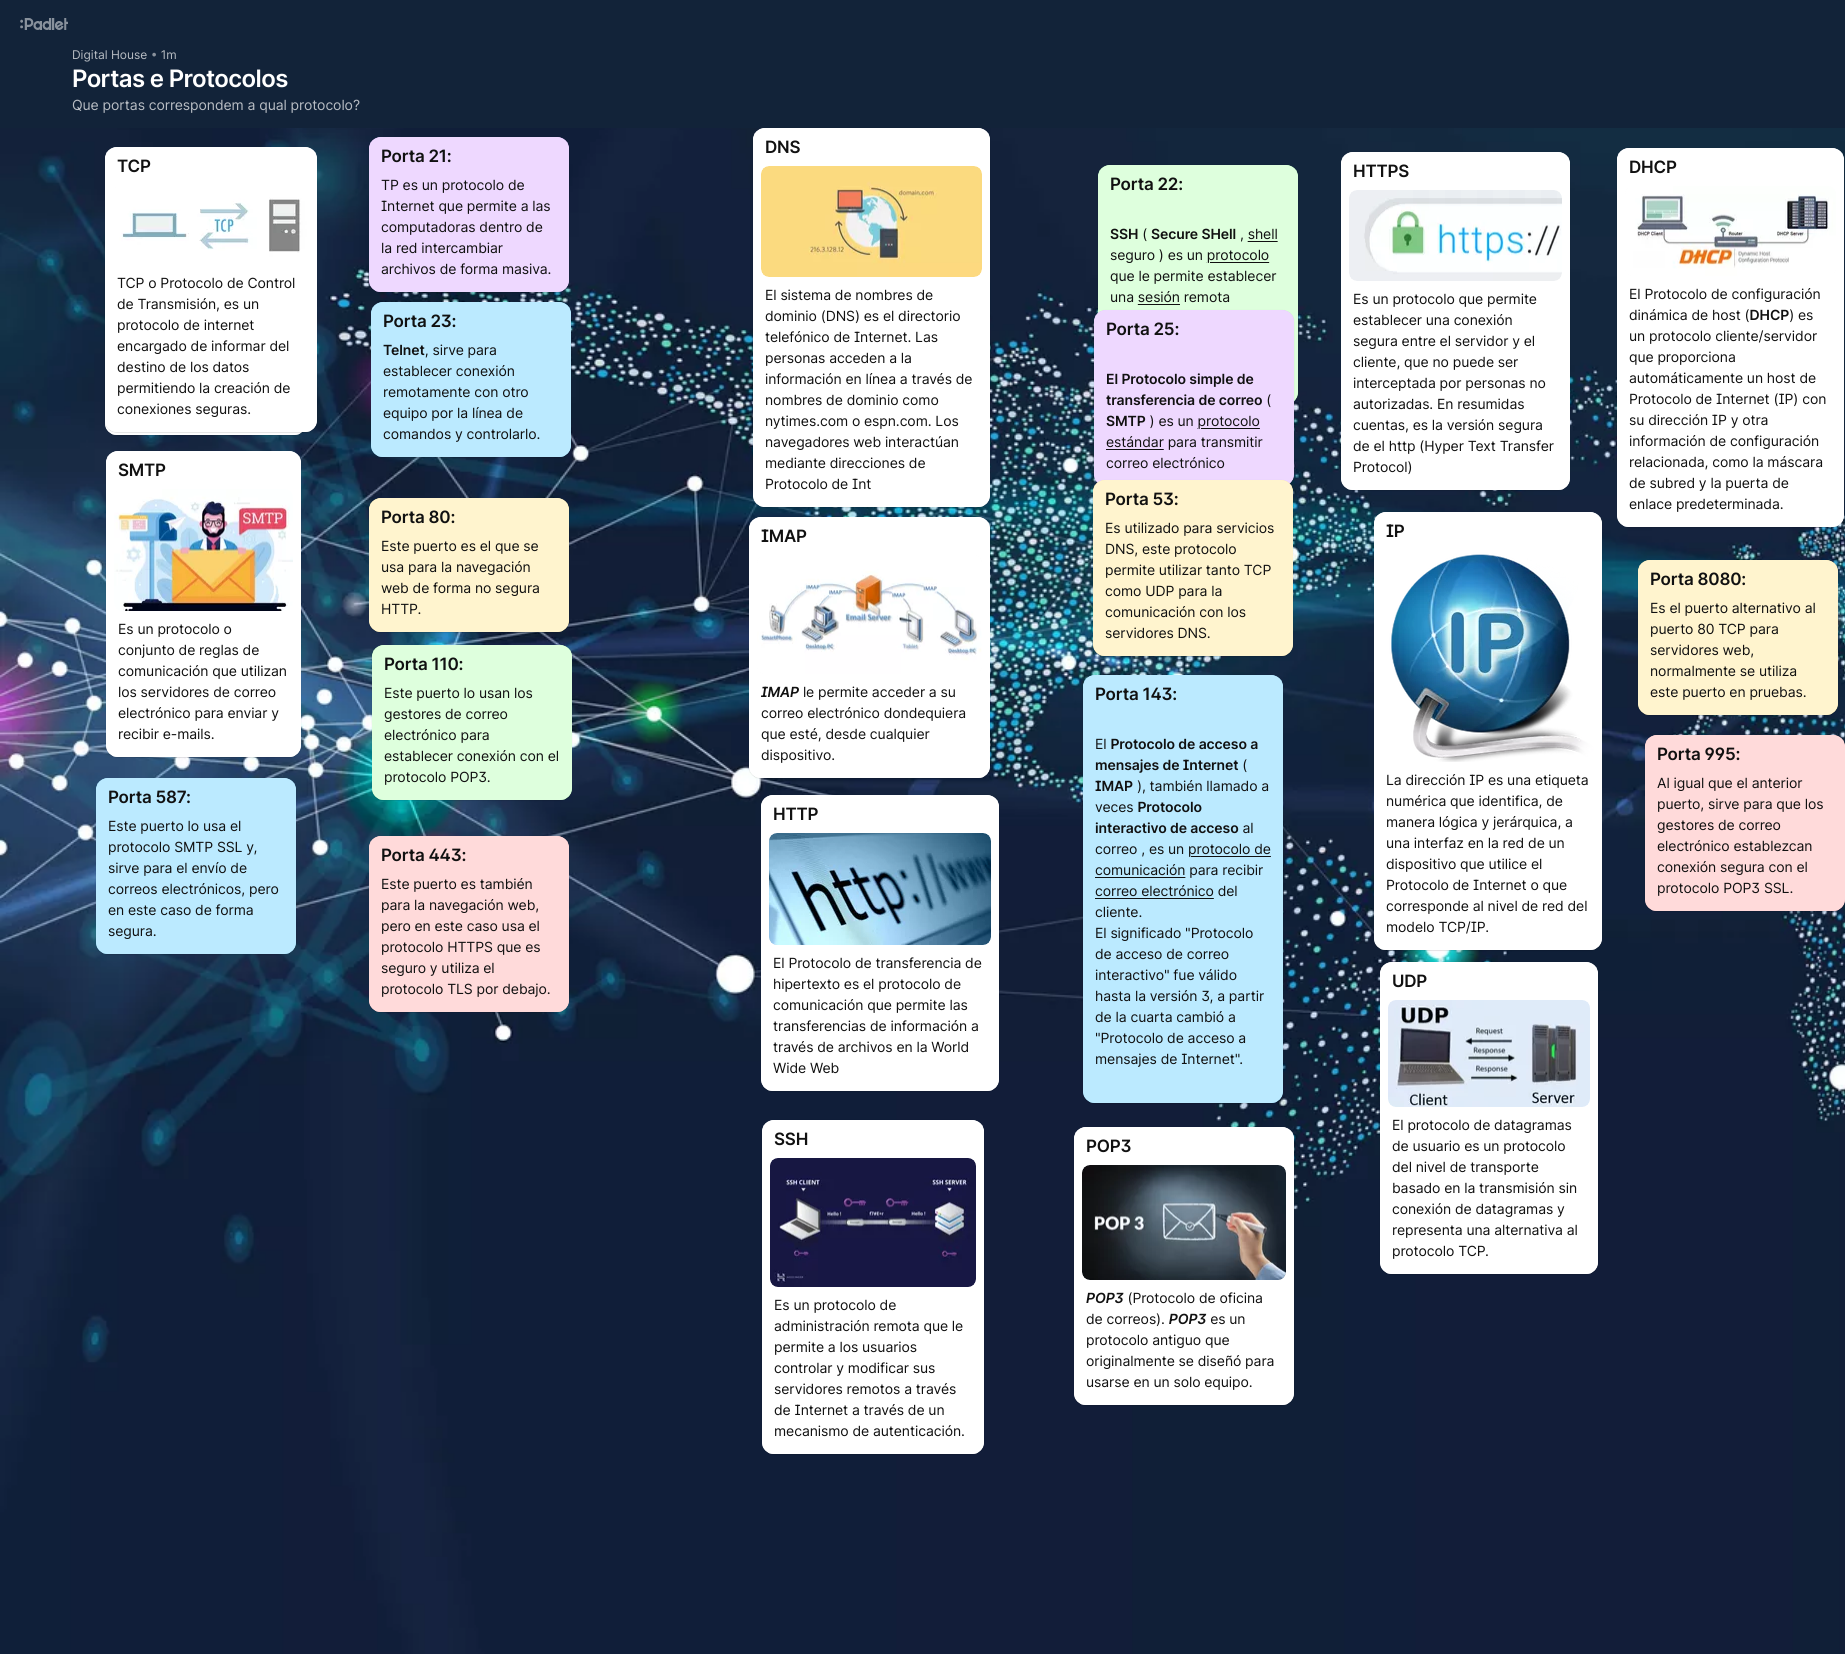 :Padlet
Digital House • 1m
Portas e Protocolos
Que portas correspondem a qual protocolo?
TCP
TCP
TCP o Protocolo de Control
de Transmisión, es un
protocolo de internet
encargado de informar del
destino de los datos
permitiendo la creación de
conexiones seguras.
SMTP
SMTP
Es un protocolo o
conjunto de reglas de
comunicación que utilizan
los servidores de correo
electrónico para enviar y
recibir e-mails.
Porta 587:
Este puerto lo usa el
protocolo SMTP SSL y,
sirve para el envío de
correos electrónicos, pero
en este caso de forma
segura.
Porta 21:
TP es un protocolo de
Internet que permite a las
computadoras dentro de
la red intercambiar
archivos de forma masiva.
Porta 23:
Telnet, sirve para
establecer conexión
remotamente con otro
equipo por la línea de
comandos y controlarlo.
Porta 80:
Este puerto es el que se
usa para la navegación
web de forma no segura
HTTP.
Porta 110:
Este puerto lo usan los
gestores de correo
electrónico para
establecer conexión con el
protocolo POP3.
Porta 443:
Este puerto es también
para la navegación web,
pero en este caso usa el
protocolo HTTPS que es
seguro y utiliza el
protocolo TLS por debajo.
DNS
domain.com
216.3.128.12
El sistema de nombres de
dominio (DNS) es el directorio
telefónico de Internet. Las
personas acceden a la
información en línea a través de
nombres de dominio como
nytimes.com o espn.com. Los
navegadores web interactúan
mediante direcciones de
Protocolo de Int
IMAP
IMAP
IMAP
IMAP
IMAP
SmartPhone
Desktop PC
Email Server
Tablet
Desktop PC
IMAP le permite acceder a su
correo electrónico dondequiera
que esté, desde cualquier
dispositivo.
HTTP
http://www
El Protocolo de transferencia de
hipertexto es el protocolo de
comunicación que permite las
transferencias de información a
través de archivos en la World
Wide Web
SSH
SSH CLIENT
SSH SERVER
Hello !
Hello !
Es un protocolo de
administración remota que le
permite a los usuarios
controlar y modificar sus
servidores remotos a través
de Internet a través de un
mecanismo de autenticación.
Porta 22:
SSH ( Secure SHell , shell
seguro ) es un protocolo
que le permite establecer
una sesión remota
Porta 25:
El Protocolo simple de
transferencia de correo (
SMTP ) es un protocolo
estándar para transmitir
correo electrónico
Porta 53:
Es utilizado para servicios
DNS, este protocolo
permite utilizar tanto TCP
como UDP para la
comunicación con los
servidores DNS.
Porta 143:
El Protocolo de acceso a
mensajes de Internet (
IMAP ), también llamado a
veces Protocolo
interactivo de acceso al
correo , es un protocolo de
comunicación para recibir
correo electrónico del
cliente.
El significado "Protocolo
de acceso de correo
interactivo" fue válido
hasta la versión 3, a partir
de la cuarta cambió a
"Protocolo de acceso a
mensajes de Internet".
POP3
POP 3
POP3 (Protocolo de oficina
de correos). POP3 es un
protocolo antiguo que
originalmente se diseñó para
usarse en un solo equipo.
HTTPS
https://
Es un protocolo que permite
establecer una conexión
segura entre el servidor y el
cliente, que no puede ser
interceptada por personas no
autorizadas. En resumidas
cuentas, es la versión segura
de el http (Hyper Text Transfer
Protocol)
IP
IP
La dirección IP es una etiqueta
numérica que identifica, de
manera lógica y jerárquica, a
una interfaz en la red de un
dispositivo que utilice el
Protocolo de Internet o que
corresponde al nivel de red del
modelo TCP/IP.
UDP
UDP
Request
Response
Response
Client
Server
El protocolo de datagramas
de usuario es un protocolo
del nivel de transporte
basado en la transmisión sin
conexión de datagramas y
representa una alternativa al
protocolo TCP.
DHCP
DHCP Client
Router
DHCP Server
DHCP
Dynamic Host
Configuration Protocol
El Protocolo de configuración
dinámica de host (DHCP) es
un protocolo cliente/servidor
que proporciona
automáticamente un host de
Protocolo de Internet (IP) con
su dirección IP y otra
información de configuración
relacionada, como la máscara
de subred y la puerta de
enlace predeterminada.
Porta 8080:
Es el puerto alternativo al
puerto 80 TCP para
servidores web,
normalmente se utiliza
este puerto en pruebas.
Porta 995:
Al igual que el anterior
puerto, sirve para que los
gestores de correo
electrónico establezcan
conexión segura con el
protocolo POP3 SSL.